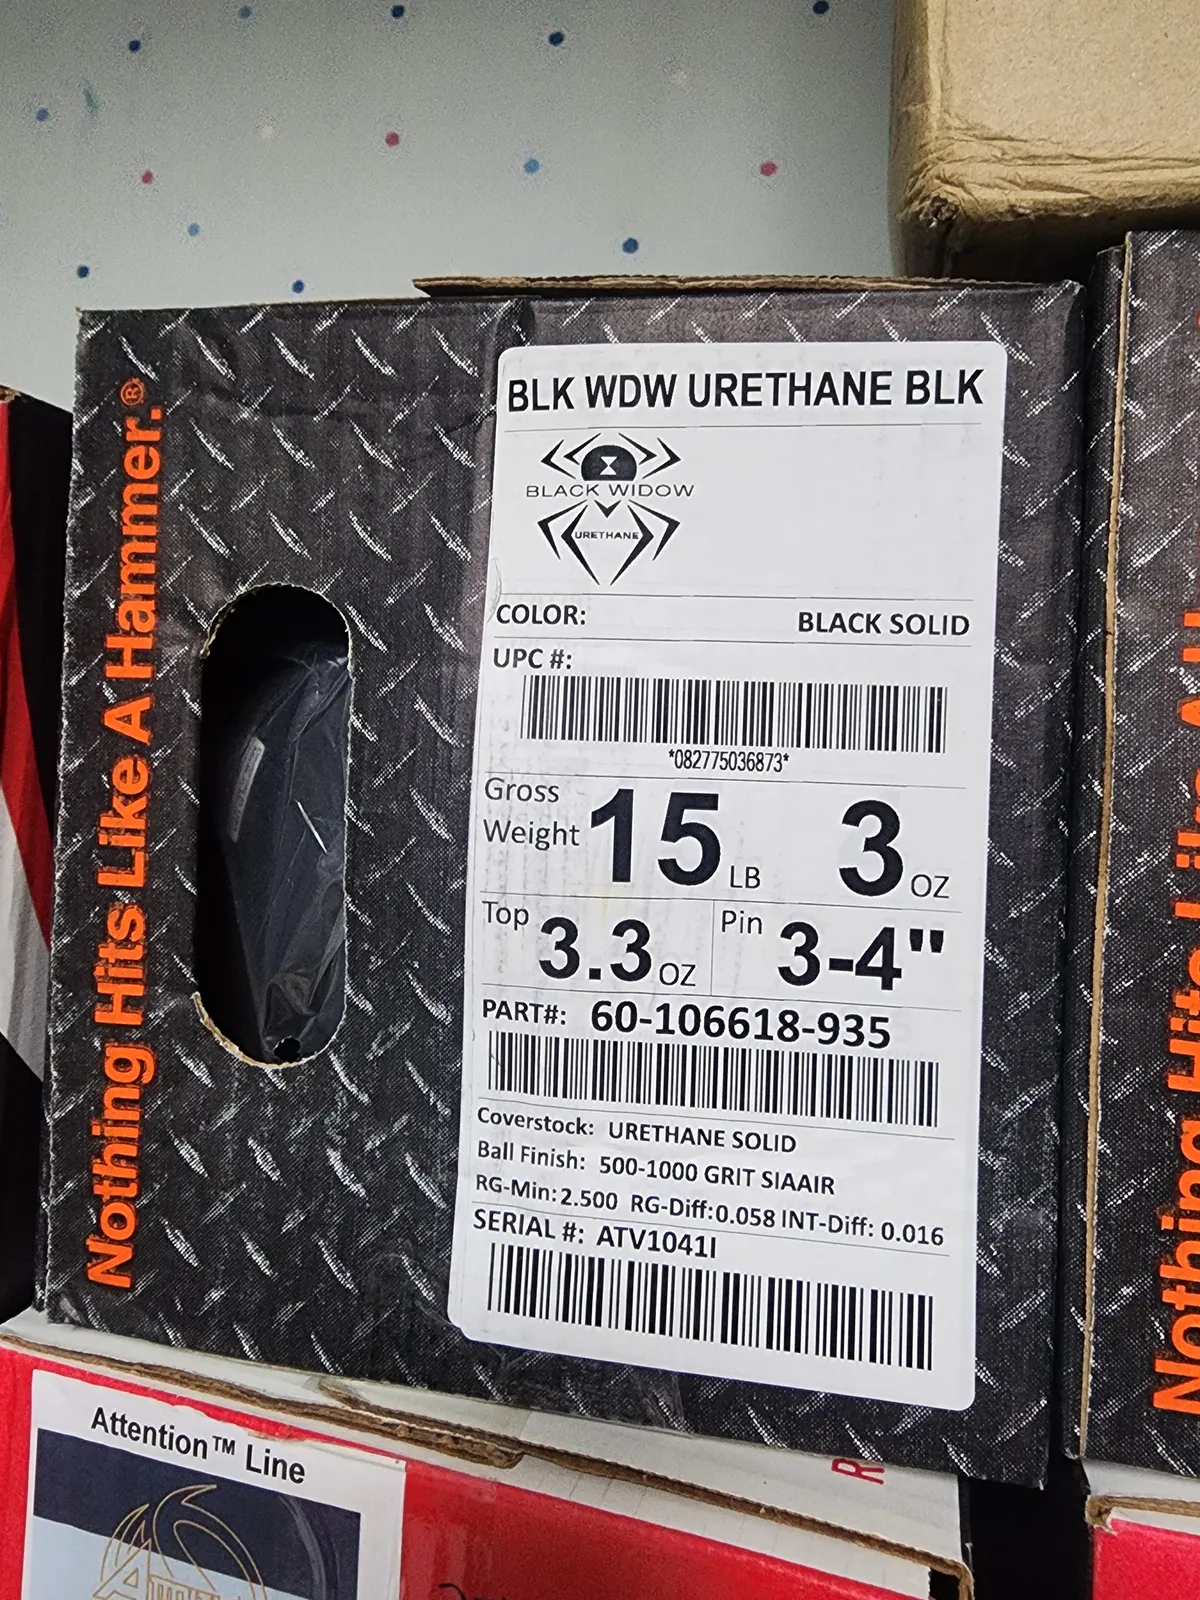 Nothing Hits Like A Hammer.®
BLK WDW URETHANE BLK
BLACK WIDOW
URETHANE
COLOR: BLACK SOLID
UPC #:
*082775036873*
Gross Weight 15 LB 3 OZ
Top 3.3 OZ Pin 3-4"
PART#: 60-106618-935
Coverstock: URETHANE SOLID
Ball Finish: 500-1000 GRIT SIAAIR
RG-Min: 2.500 RG-Diff: 0.058 INT-Diff: 0.016
SERIAL #: ATV1041I
Attention™ Line
R
Nothing Hits